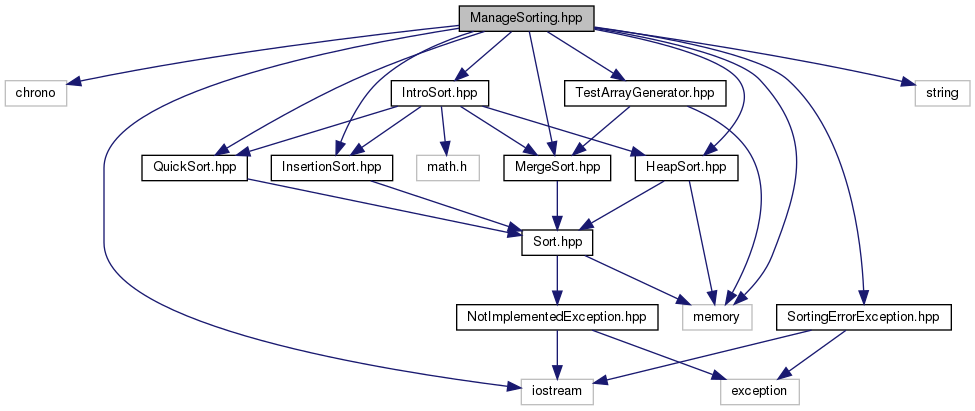 ManageSorting.hpp
chrono
IntroSort.hpp
TestArrayGenerator.hpp
string
QuickSort.hpp
InsertionSort.hpp
math.h
MergeSort.hpp
HeapSort.hpp
Sort.hpp
NotImplementedException.hpp
memory
SortingErrorException.hpp
iostream
exception